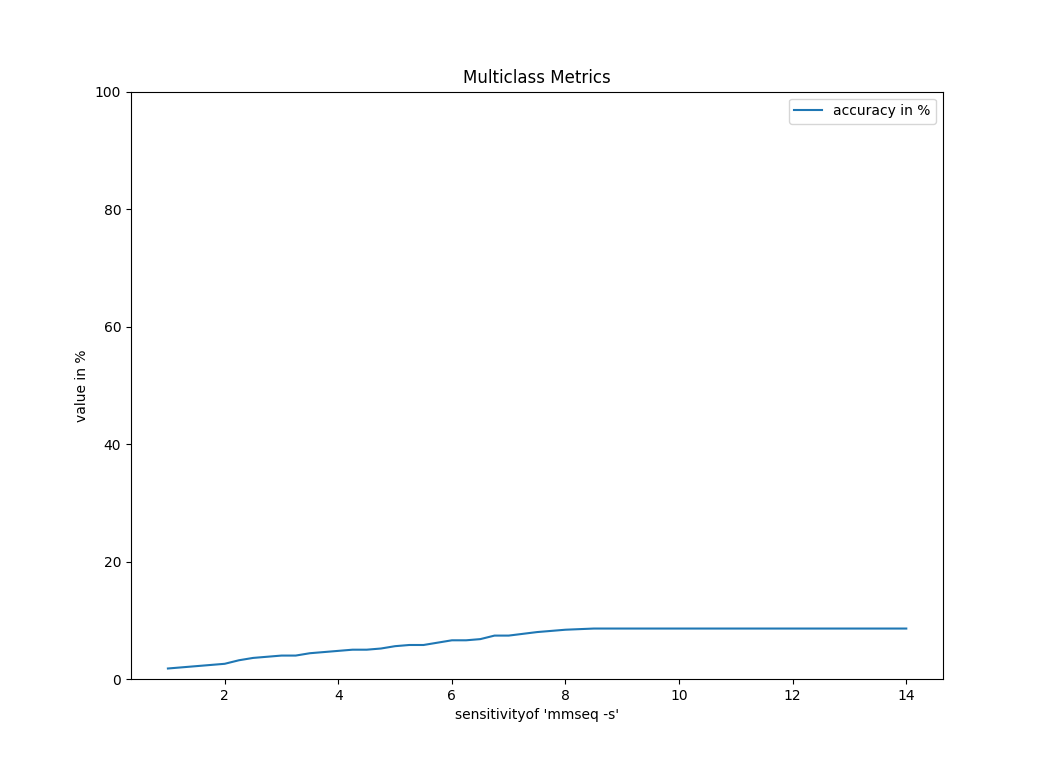 Multiclass Metrics
accuracy in %
100
80
60
40
20
0
value in %
2 4 6 8 10 12 14
sensitivityof 'mmseq -s'